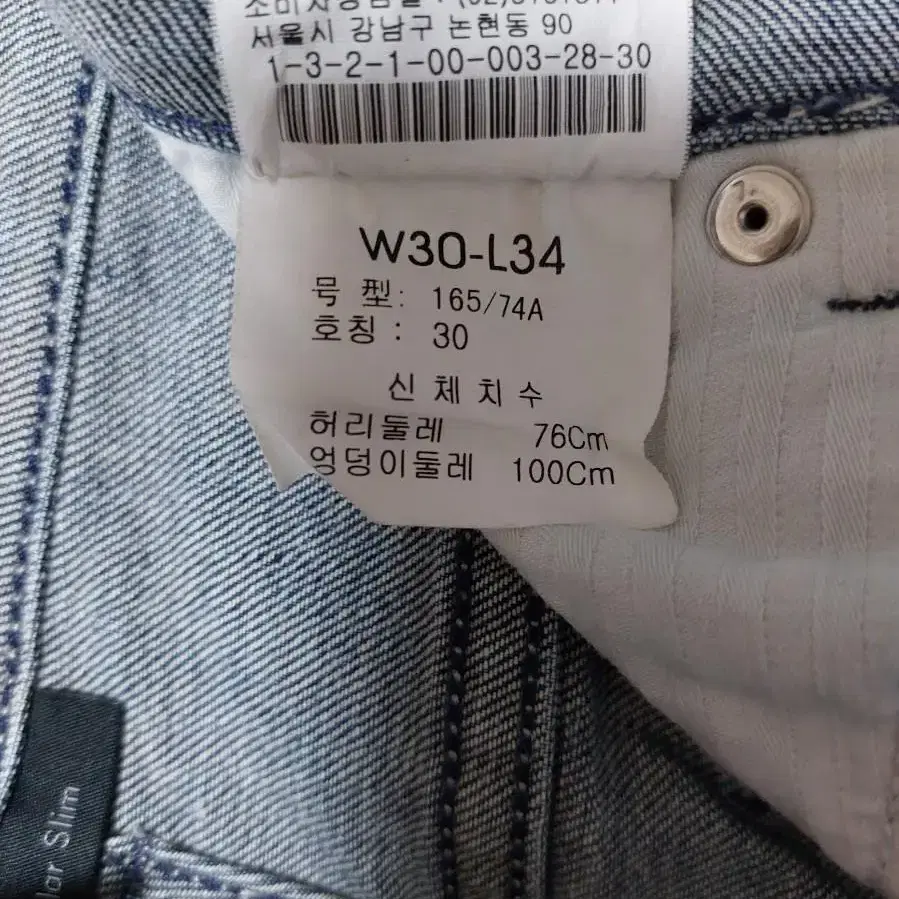 서울시 강남구 논현동 90
1-3-2-1-00-003-28-30
W30-L34
号 型: 165/74A
호칭 : 30
신 체 치 수
허리둘레 76Cm
엉덩이둘레 100Cm
Slim